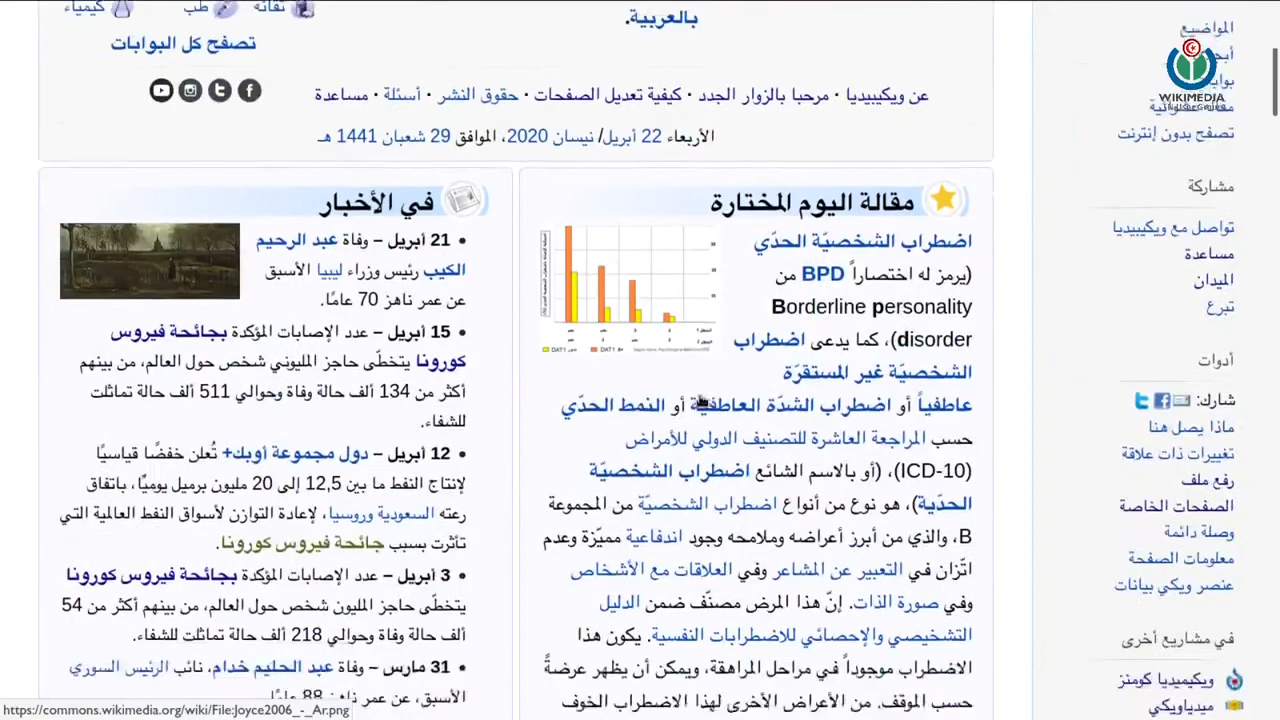 بالعربية.
تقانة
طب
كيمياء
تصفح كل البوابات
عن ويكيبيديا • مرحبا بالزوار الجدد • كيفية تعديل الصفحات • حقوق النشر • أسئلة • مساعدة
الأربعاء 22 أبريل/ نيسان 2020، الموافق 29 شعبان 1441 هـ
مقالة اليوم المختارة
اضطراب الشخصيّة الحدّي
(يرمز له اختصاراً BPD من
Borderline personality
disorder)، كما يدعى اضطراب
الشخصيّة غير المستقرّة
عاطفياً أو اضطراب الشدّة العاطفيّة أو النمط الحدّي
حسب المراجعة العاشرة للتصنيف الدولي للأمراض
(ICD-10)، (أو بالاسم الشائع اضطراب الشخصيّة
الحدّية)، هو نوع من أنواع اضطراب الشخصيّة من المجموعة
B، والذي من أبرز أعراضه وملامحه وجود اندفاعية مميّزة وعدم
اتّزان في التعبير عن المشاعر وفي العلاقات مع الأشخاص
وفي صورة الذات. إنّ هذا المرض مصنّف ضمن الدليل
التشخيصي والإحصائي للاضطرابات النفسية. يكون هذا
الاضطراب موجوداً في مراحل المراهقة، ويمكن أن يظهر عرضةً
حسب الموقف. من الأعراض الأخرى لهذا الاضطراب الخوف
في الأخبار
• 21 أبريل – وفاة عبد الرحيم
الكيب رئيس وزراء ليبيا الأسبق
عن عمر ناهز 70 عامًا.
• 15 أبريل – عدد الإصابات المؤكدة بجائحة فيروس
كورونا يتخطّى حاجز المليوني شخص حول العالم، من بينهم
أكثر من 134 ألف حالة وفاة وحوالي 511 ألف حالة تماثلت
للشفاء.
• 12 أبريل – دول مجموعة أوبك+ تُعلن خفضًا قياسيًا
لإنتاج النفط ما بين 12,5 إلى 20 مليون برميل يوميًا، باتفاق
رعته السعودية وروسيا، لإعادة التوازن لأسواق النفط العالمية التي
تأثرت بسبب جائحة فيروس كورونا.
• 3 أبريل – عدد الإصابات المؤكدة بجائحة فيروس كورونا
يتخطّى حاجز المليون شخص حول العالم، من بينهم أكثر من 54
ألف حالة وفاة وحوالي 218 ألف حالة تماثلت للشفاء.
• 31 مارس – وفاة عبد الحليم خدام، نائب الرئيس السوري
الأسبق، عن عمر ناهز 88 عامًا.
المواضيع
WIKIMEDIA
تصفح بدون إنترنت
مشاركة
تواصل مع ويكيبيديا
مساعدة
الميدان
تبرع
أدوات
شارك:
ماذا يصل هنا
تغييرات ذات علاقة
رفع ملف
الصفحات الخاصة
وصلة دائمة
معلومات الصفحة
عنصر ويكي بيانات
في مشاريع أخرى
ويكيميديا كومنز
ميدياويكي
https://commons.wikimedia.org/wiki/File:Joyce2006_-_Ar.png